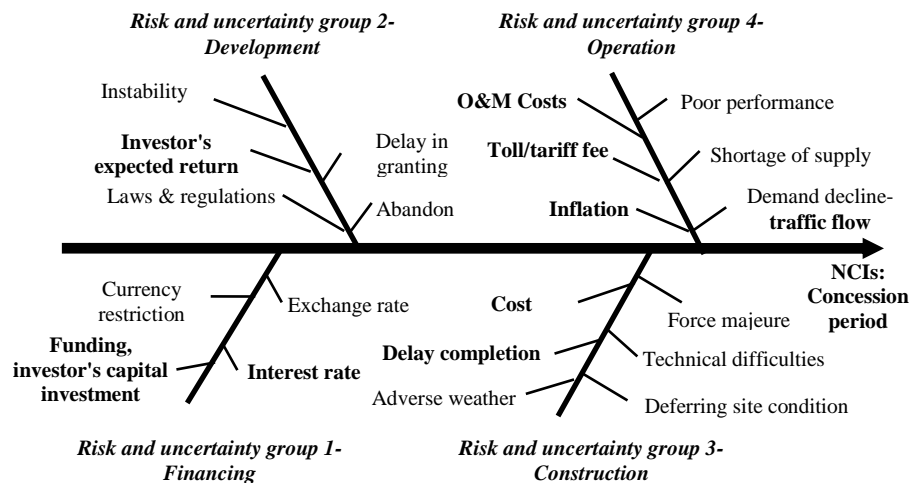 Risk and uncertainty group 2-
Development
Risk and uncertainty group 4-
Operation
Instability
Investor's
expected return
Laws & regulations
Delay in
granting
Abandon
O&M Costs
Toll/tariff fee
Inflation
Poor performance
Shortage of supply
Demand decline-
traffic flow
NCIs:
Concession
period
Currency
restriction
Funding,
investor's capital
investment
Exchange rate
Interest rate
Cost
Delay completion
Adverse weather
Force majeure
Technical difficulties
Deferring site condition
Risk and uncertainty group 1-
Financing
Risk and uncertainty group 3-
Construction